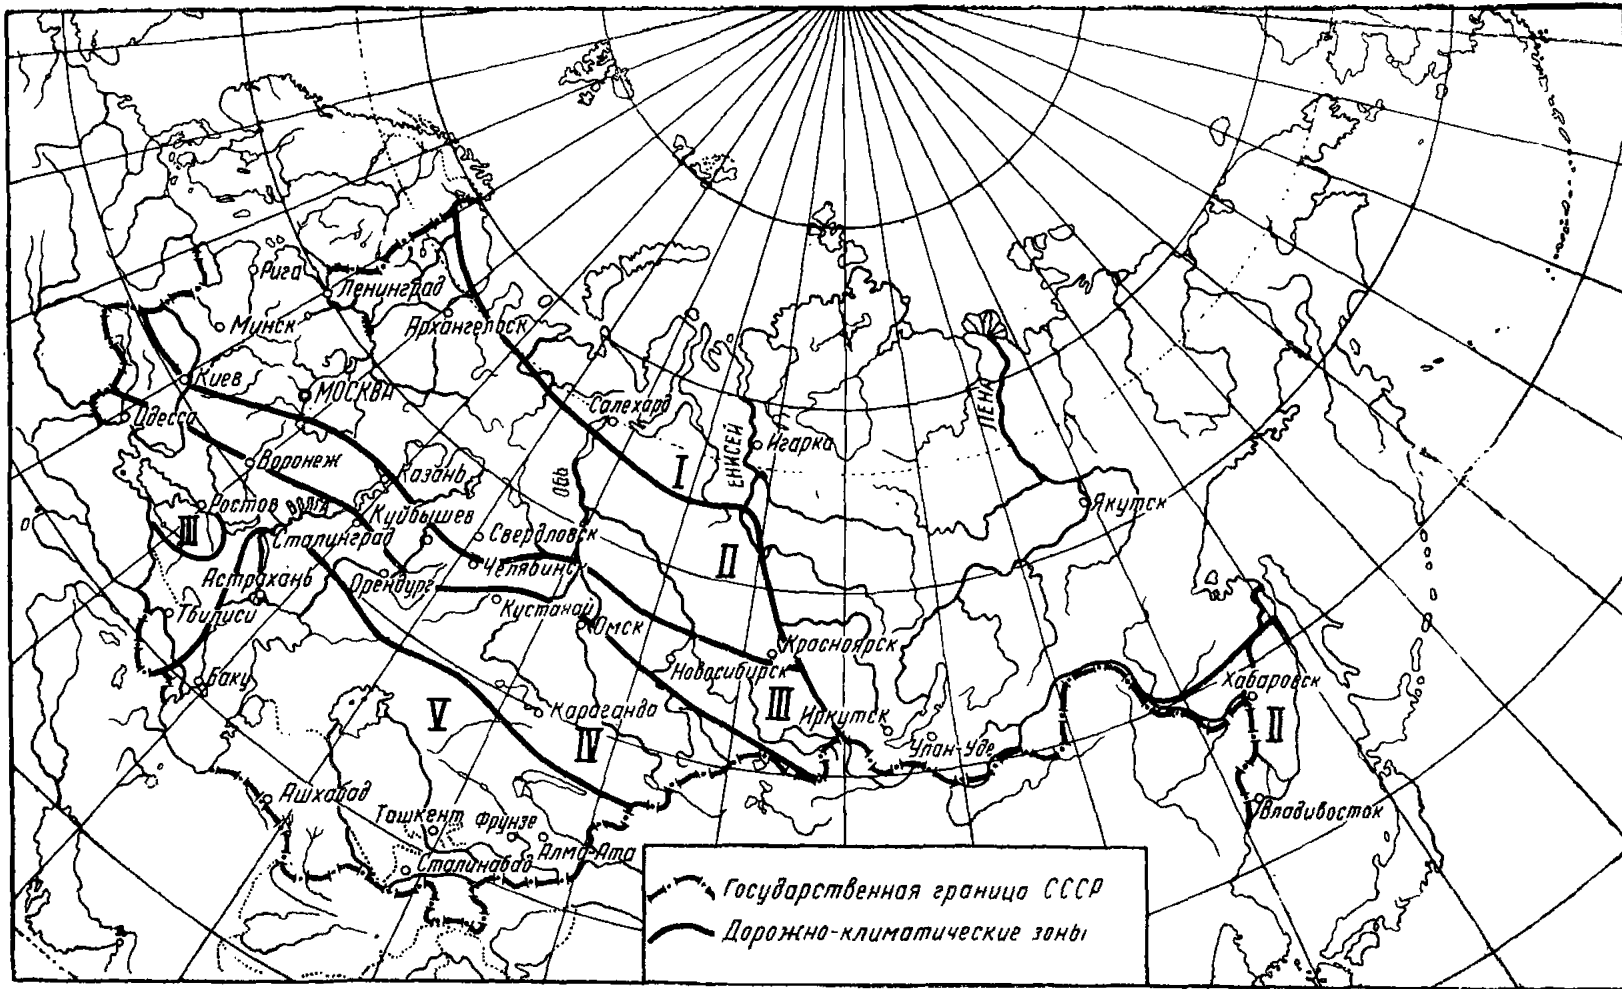 Рига
Ленинград
Минск
Архангельск
Киев
МОСКВА
Одесса
Салехард
ЕНИСЕЙ
Игарка
ЛЕНА
Воронеж
Казань
ОБЬ
I
Якутск
Ростов
ВОЛГА
Куйбышев
III
Сталинград
Свердловск
Челябинск
II
Астрахань
Оренбург
Тбилиси
Кустанай
Омск
Красноярск
Новосибирск
Баку
Хабаровск
V
Караганда
III
Иркутск
II
IV
Улан-Уде
Ашхабад
Ташкент
Фрунзе
Владивосток
Сталинабад
Алма-Ата
Государственная граница СССР
Дорожно-климатические зоны